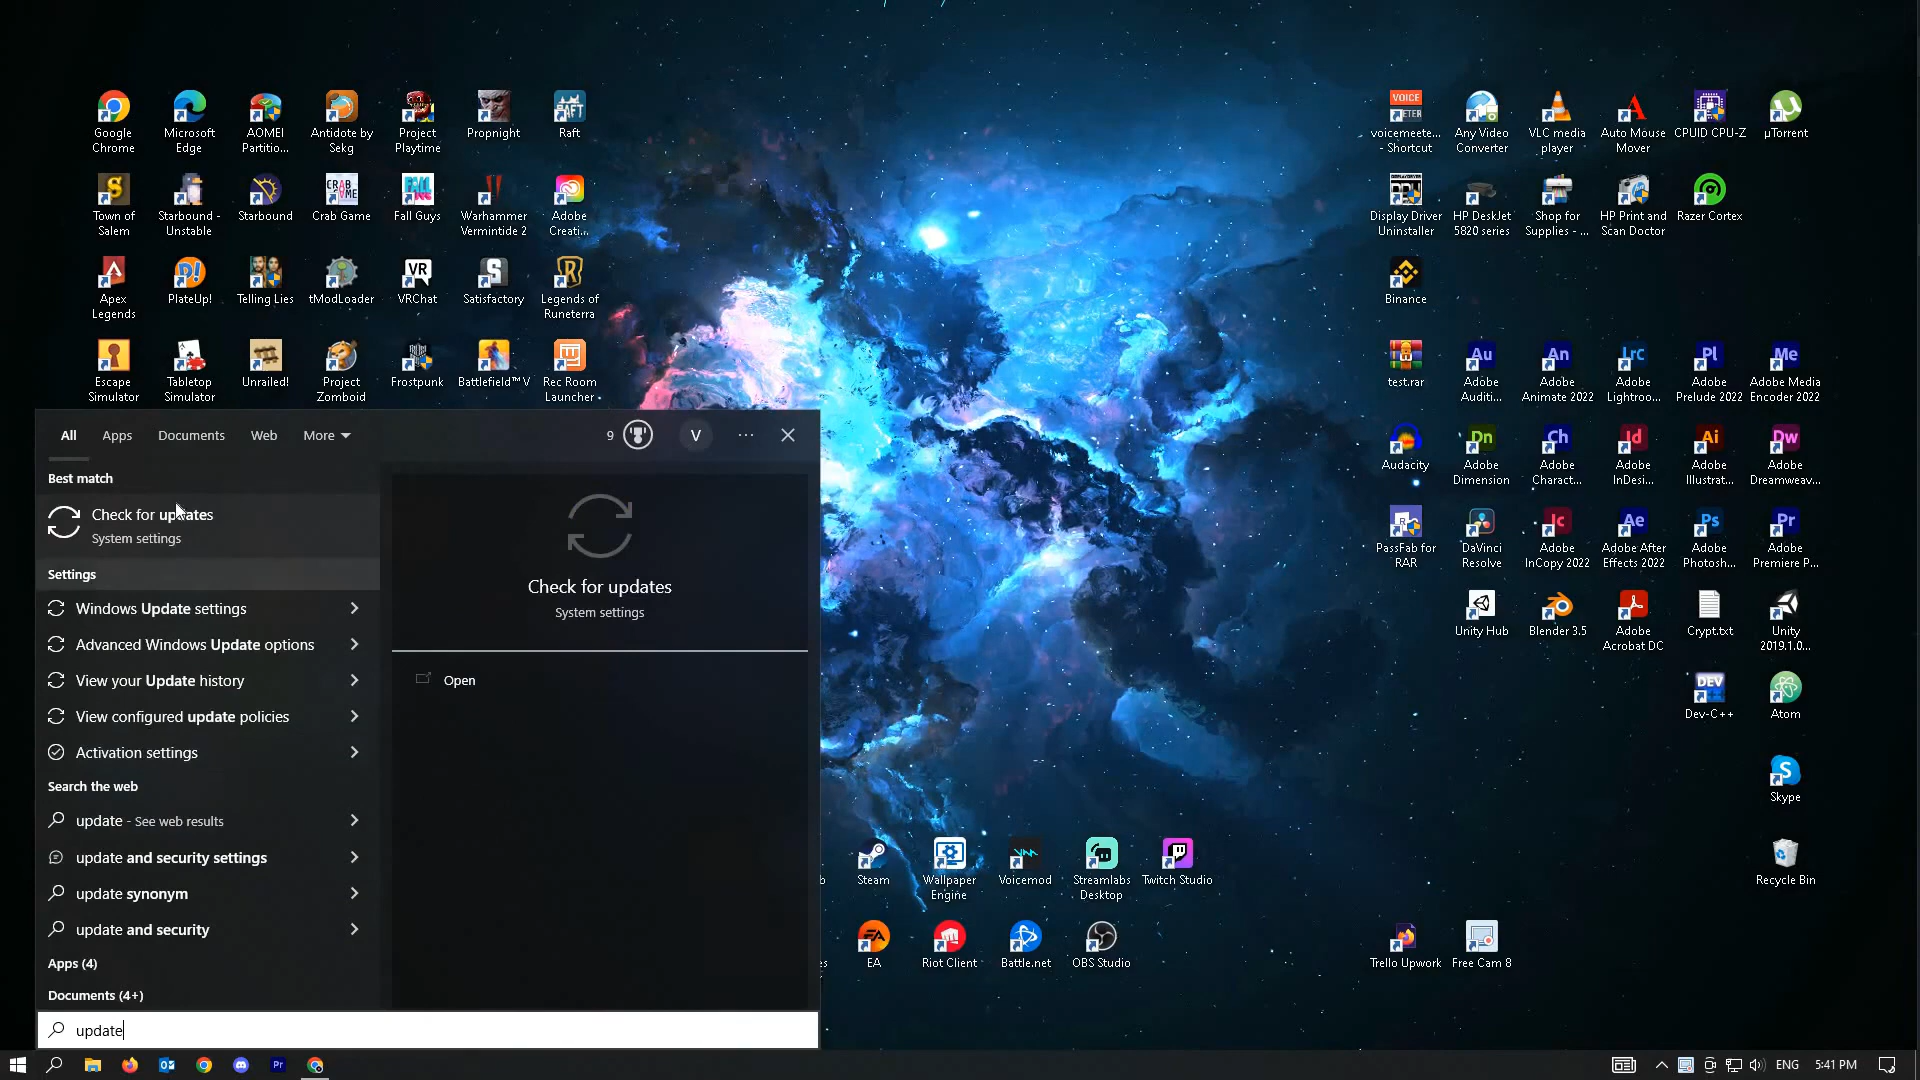 Google
Chrome
Microsoft
Edge
AOMEI
Partitio...
Antidote by
Sekg
Project
Playtime
Propnight
Raft
Town of
Salem
Starbound -
Unstable
Starbound
Crab Game
Fall Guys
Warhammer
Vermintide 2
Adobe
Creati...
Apex
Legends
PlateUp!
Telling Lies
tModLoader
VRChat
Satisfactory
Legends of
Runeterra
Escape
Simulator
Tabletop
Simulator
Unrailed!
Project
Zomboid
Frostpunk
Battlefield™ V
Rec Room
Launcher
voicemeete...
- Shortcut
Any Video
Converter
VLC media
player
Auto Mouse
Mover
CPUID CPU-Z
µTorrent
Display Driver
Uninstaller
HP DeskJet
5820 series
Shop for
Supplies - ...
HP Print and
Scan Doctor
Razer Cortex
Binance
test.rar
Adobe
Auditi...
Adobe
Animate 2022
Adobe
Lightroo...
Adobe
Prelude 2022
Adobe Media
Encoder 2022
Audacity
Adobe
Dimension
Adobe
Charact...
Adobe
InDesi...
Adobe
Illustrat...
Adobe
Dreamweav...
PassFab for
RAR
DaVinci
Resolve
Adobe
InCopy 2022
Adobe After
Effects 2022
Adobe
Photosh...
Adobe
Premiere P...
Unity Hub
Blender 3.5
Adobe
Acrobat DC
Crypt.txt
Unity
2019.1.0...
Dev-C++
Atom
Skype
Recycle Bin
Steam
Wallpaper
Engine
Voicemod
Streamlabs
Desktop
Twitch Studio
EA
Riot Client
Battle.net
OBS Studio
Trello Upwork
Free Cam 8
All Apps Documents Web More 9 V ...
Best match
Check for updates
System settings
Settings
Windows Update settings
Advanced Windows Update options
View your Update history
View configured update policies
Activation settings
Search the web
update - See web results
update and security settings
update synonym
update and security
Apps (4)
Documents (4+)
Check for updates
System settings
Open
update
ENG 5:41 PM